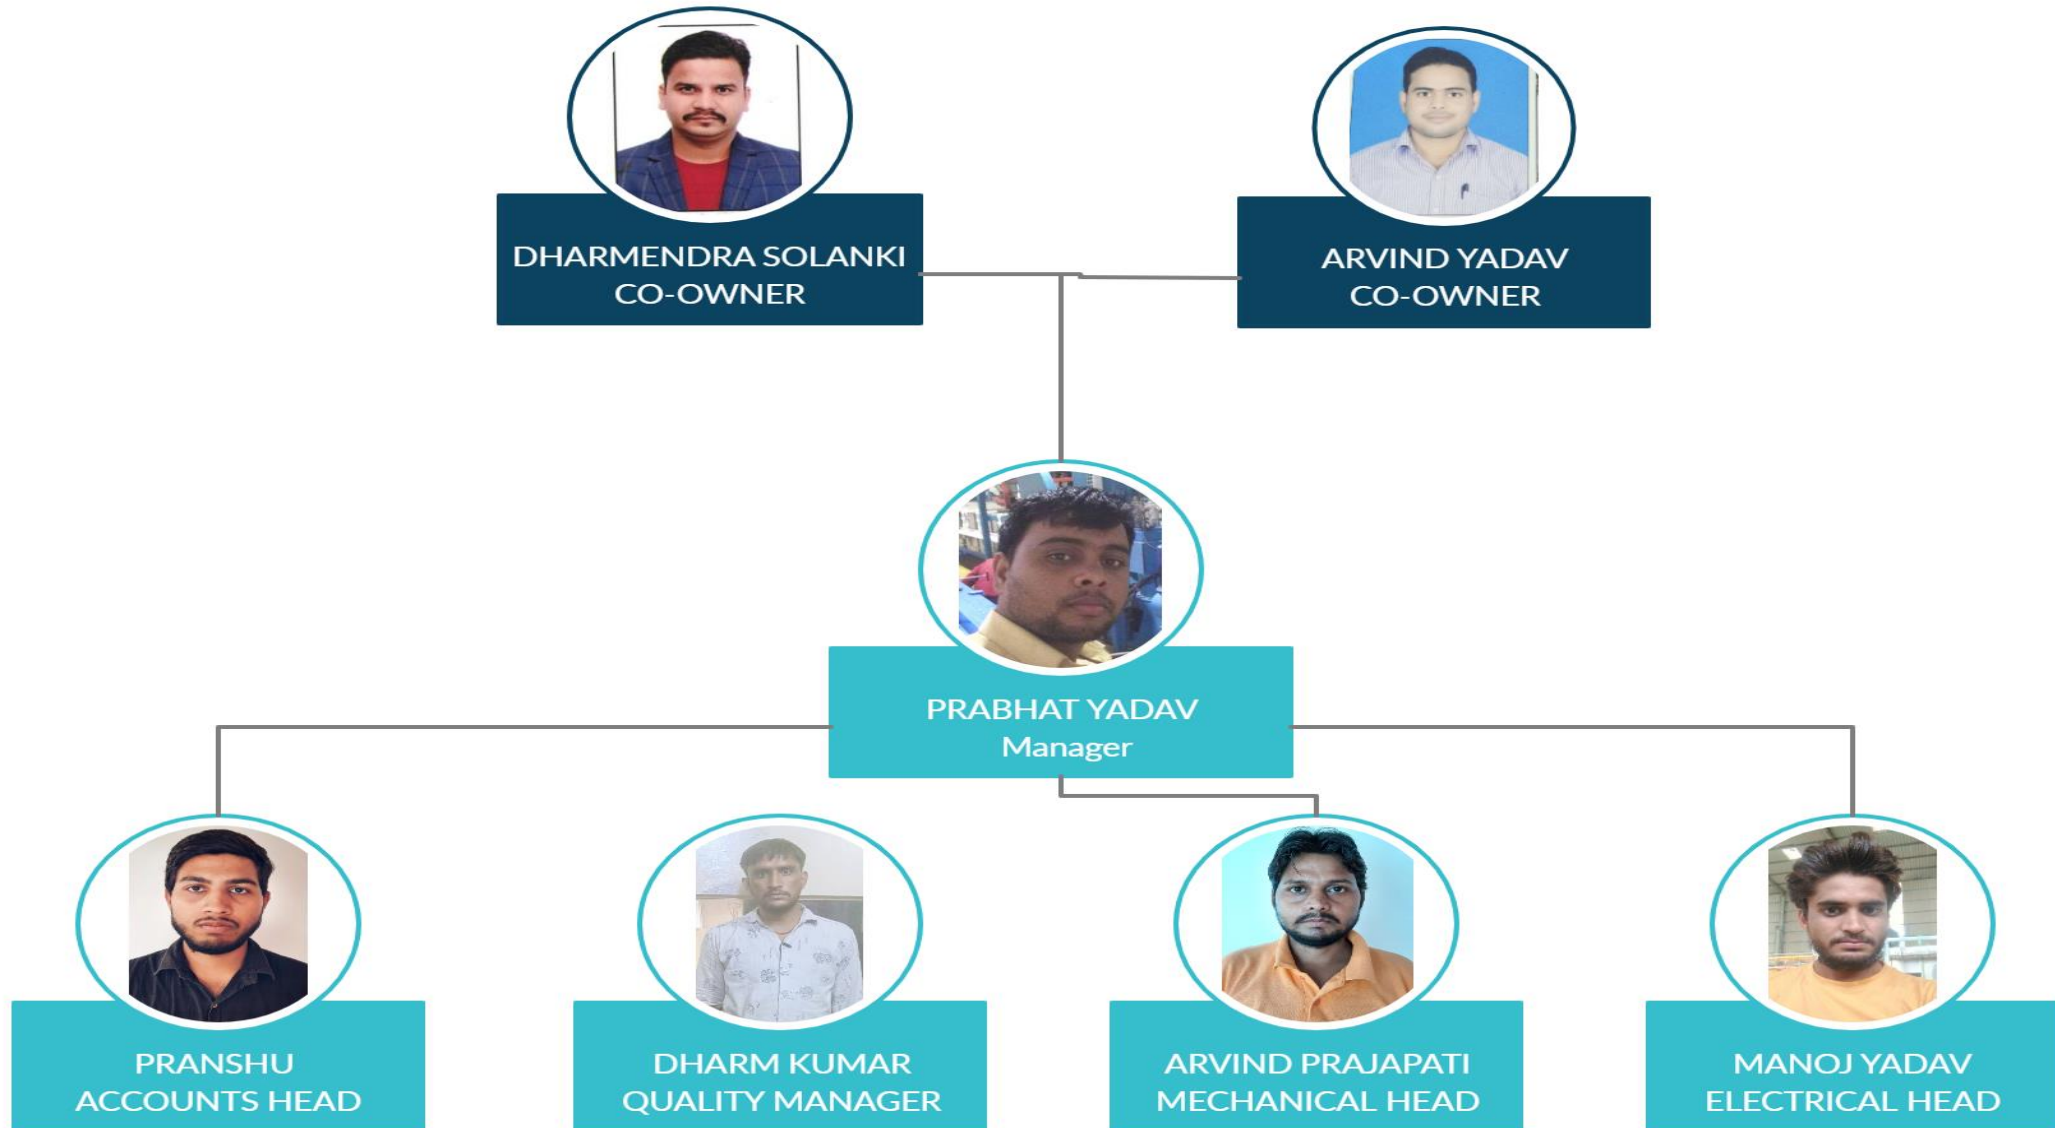 DHARMENDRA SOLANKI
CO-OWNER
ARVIND YADAV
CO-OWNER
PRABHAT YADAV
Manager
PRANSHU
ACCOUNTS HEAD
DHARM KUMAR
QUALITY MANAGER
ARVIND PRAJAPATI
MECHANICAL HEAD
MANOJ YADAV
ELECTRICAL HEAD